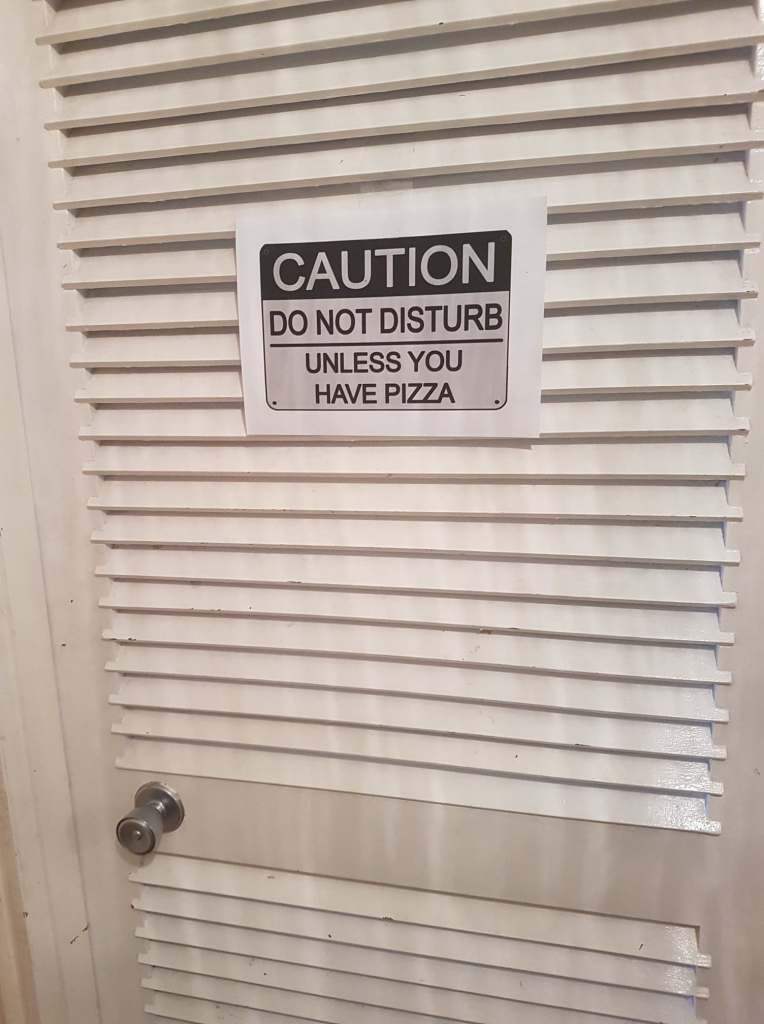 CAUTION
DO NOT DISTURB
UNLESS YOU
HAVE PIZZA